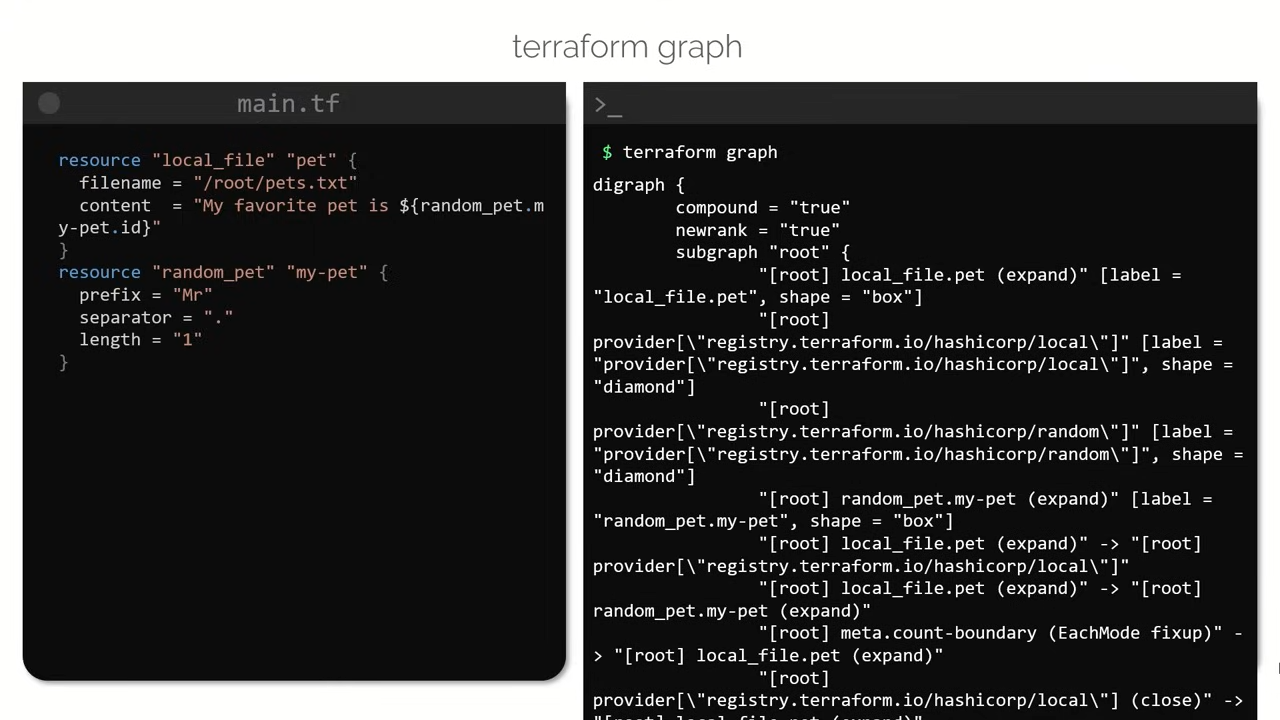 terraform graph
main.tf
resource "local_file" "pet" {
  filename = "/root/pets.txt"
  content  = "My favorite pet is ${random_pet.m
y-pet.id}"
}
resource "random_pet" "my-pet" {
  prefix = "Mr"
  separator = "."
  length = "1"
}
>_
$ terraform graph
digraph {
        compound = "true"
        newrank = "true"
        subgraph "root" {
                "[root] local_file.pet (expand)" [label =
"local_file.pet", shape = "box"]
                "[root]
provider[\"registry.terraform.io/hashicorp/local\"]" [label =
"provider[\"registry.terraform.io/hashicorp/local\"]", shape =
"diamond"]
                "[root]
provider[\"registry.terraform.io/hashicorp/random\"]" [label =
"provider[\"registry.terraform.io/hashicorp/random\"]", shape =
"diamond"]
                "[root] random_pet.my-pet (expand)" [label =
"random_pet.my-pet", shape = "box"]
                "[root] local_file.pet (expand)" -> "[root]
provider[\"registry.terraform.io/hashicorp/local\"]"
                "[root] local_file.pet (expand)" -> "[root]
random_pet.my-pet (expand)"
                "[root] meta.count-boundary (EachMode fixup)" -
> "[root] local_file.pet (expand)"
                "[root]
provider[\"registry.terraform.io/hashicorp/local\"] (close)" ->
"[root] local_file.pet (expand)"